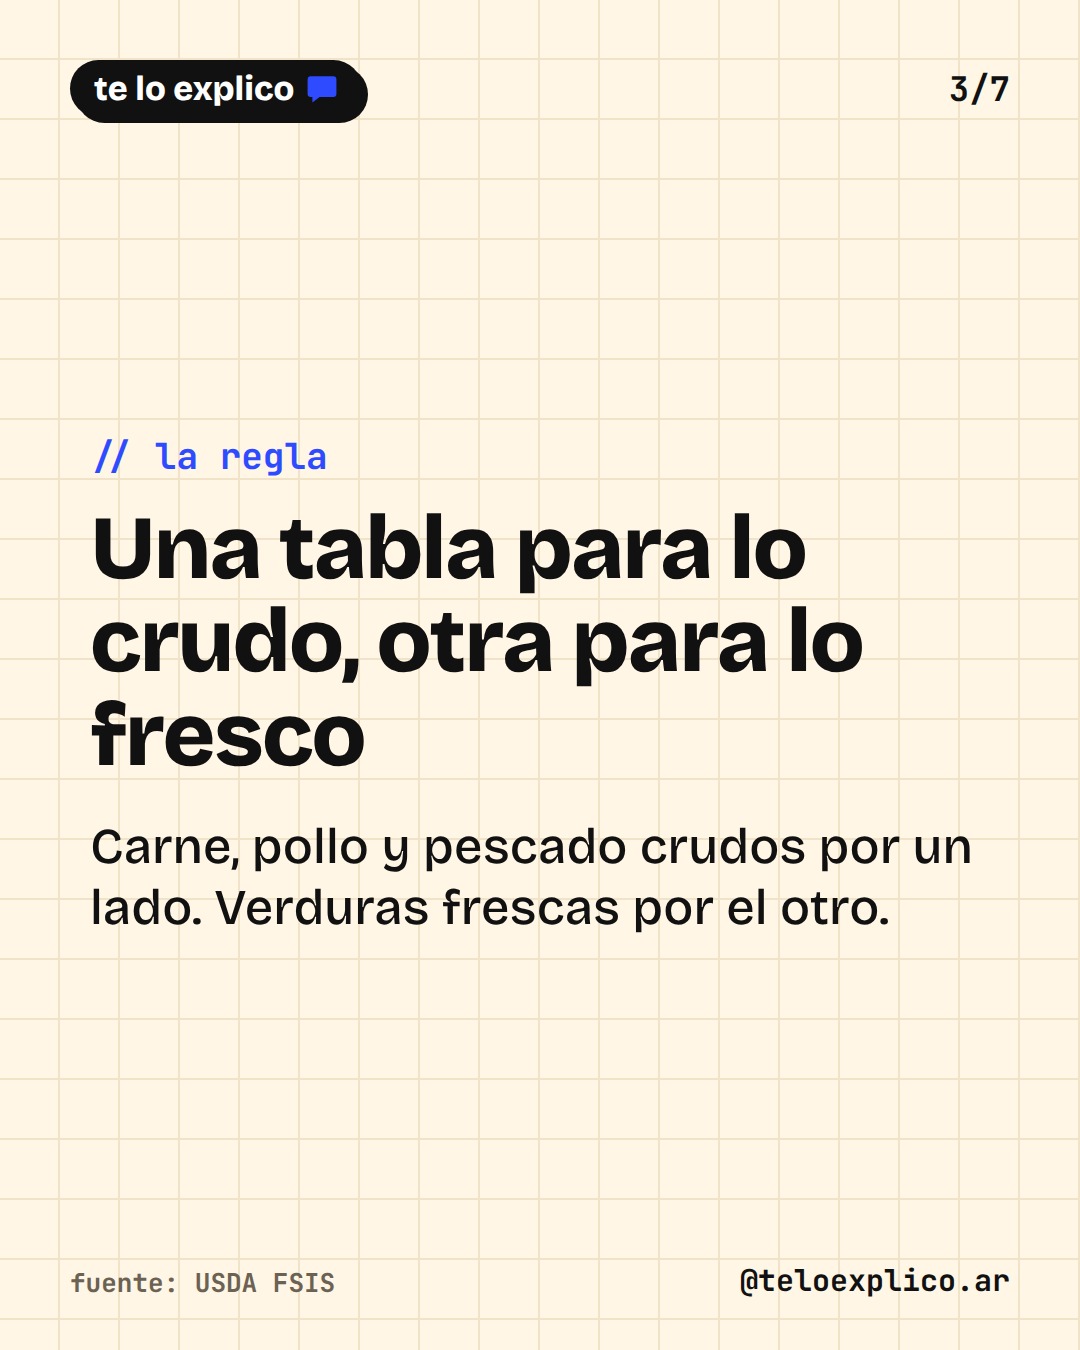 te lo explico
3/7
// la regla
Una tabla para lo
crudo, otra para lo
fresco
Carne, pollo y pescado crudos por un
lado. Verduras frescas por el otro.
fuente: USDA FSIS
@teloexplico.ar